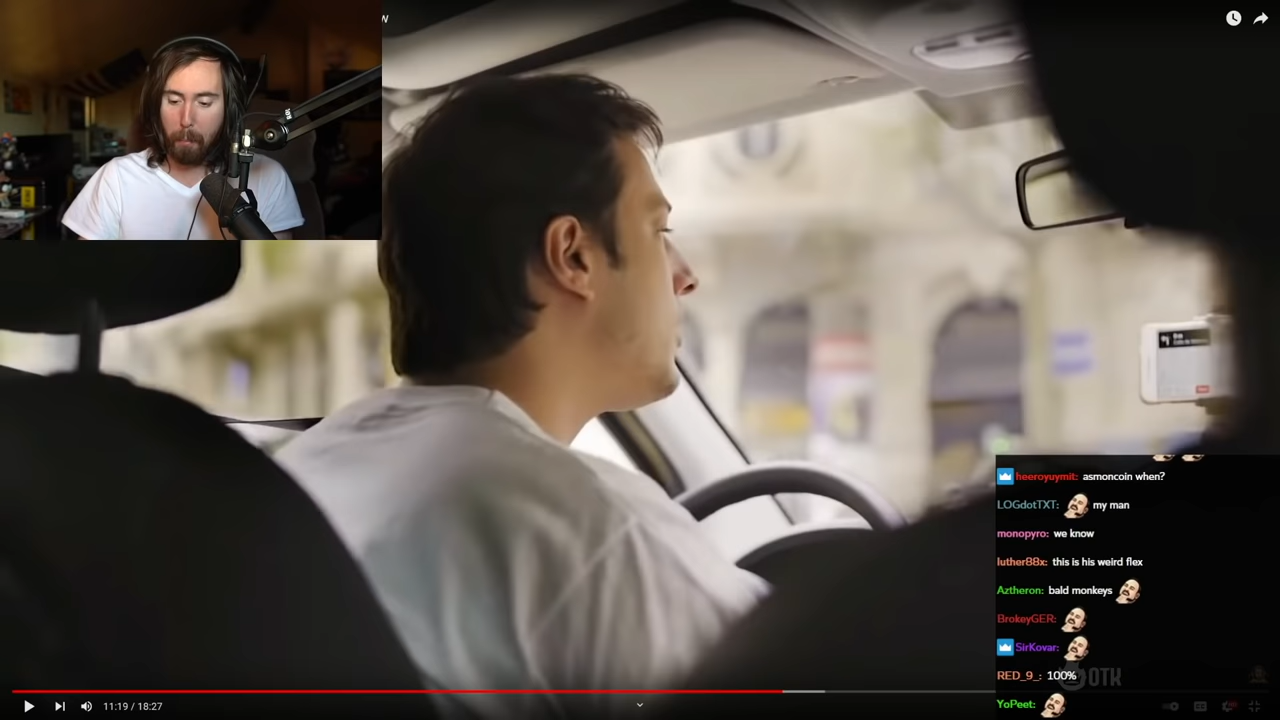 w
heeroyuymit: asmoncoin when?
LOGdotTXT: my man
monopyro: we know
luther88x: this is his weird flex
Aztheron: bald monkeys
BrokeyGER:
SirKovar:
RED_9_: 100%
OTK
YoPeet:
11:19 / 18:27